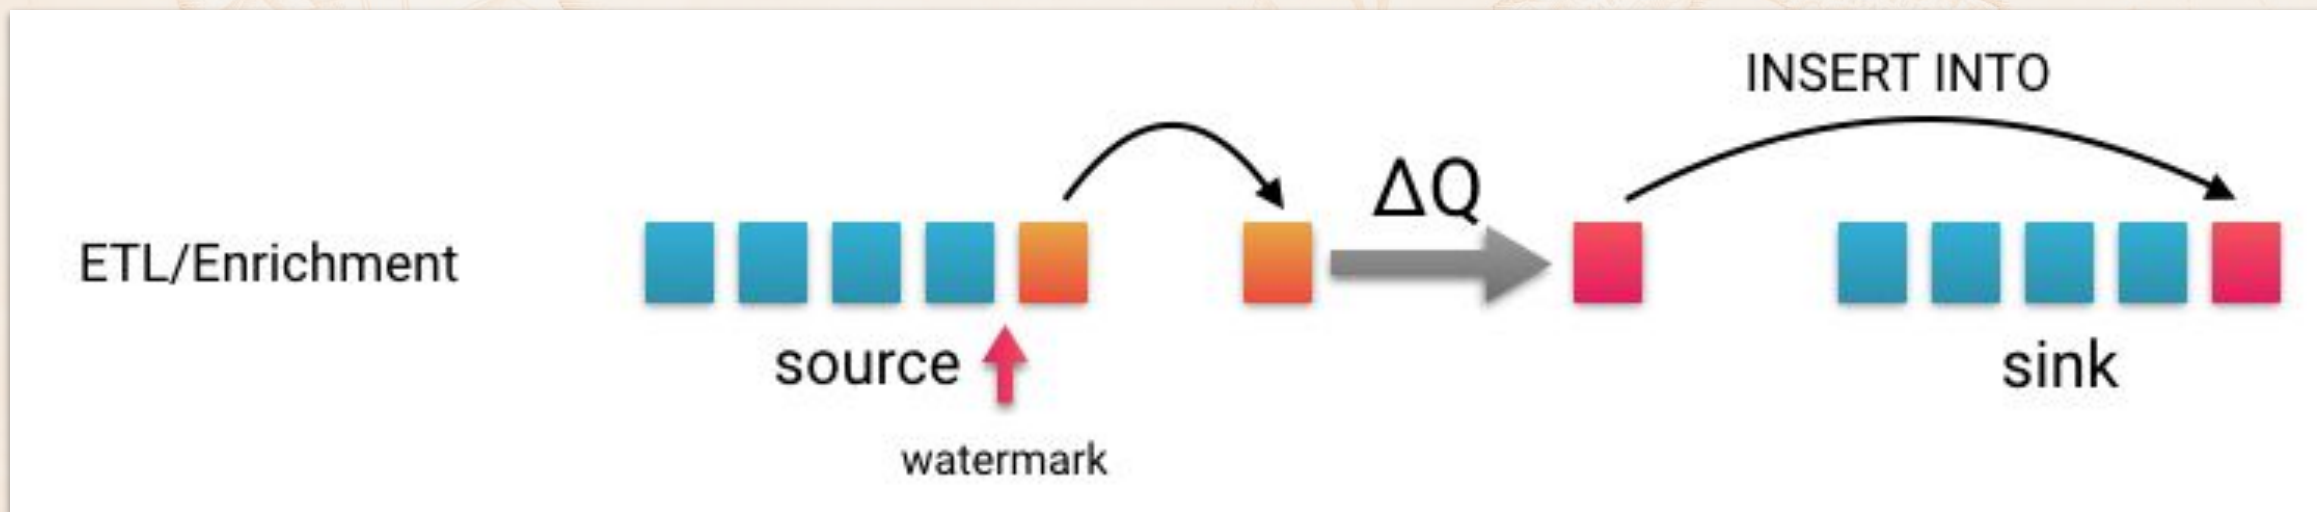 INSERT INTO
ΔQ
ETL/Enrichment
source
sink
watermark